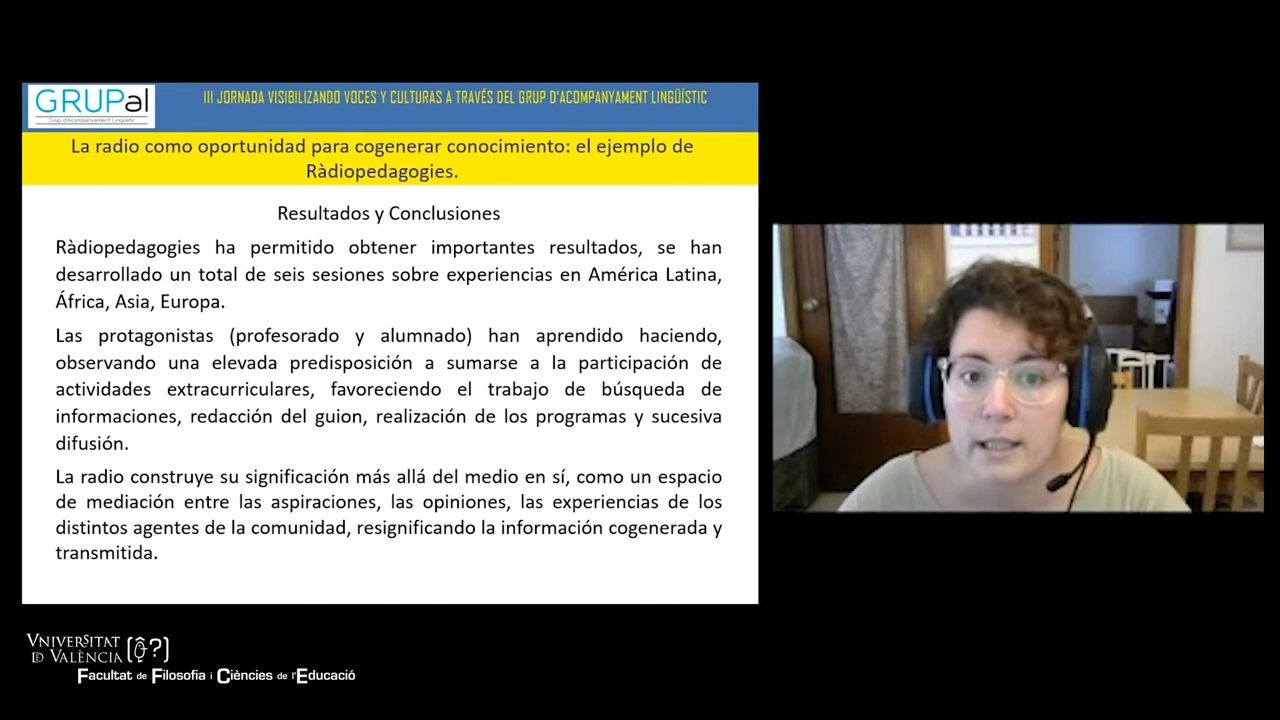 GRUPal
Grup d'Acompanyament Lingüístic
III JORNADA VISIBILIZANDO VOCES Y CULTURAS A TRAVÉS DEL GRUP D'ACOMPANYAMENT LINGÜÍSTIC
La radio como oportunidad para cogenerar conocimiento: el ejemplo de
Ràdiopedagogies.
Resultados y Conclusiones
Ràdiopedagogies ha permitido obtener importantes resultados, se han
desarrollado un total de seis sesiones sobre experiencias en América Latina,
África, Asia, Europa.
Las protagonistas (profesorado y alumnado) han aprendido haciendo,
observando una elevada predisposición a sumarse a la participación de
actividades extracurriculares, favoreciendo el trabajo de búsqueda de
informaciones, redacción del guion, realización de los programas y sucesiva
difusión.
La radio construye su significación más allá del medio en sí, como un espacio
de mediación entre las aspiraciones, las opiniones, las experiencias de los
distintos agentes de la comunidad, resignificando la información cogenerada y
transmitida.
VNIVERSITAT
D VALÈNCIA
Facultat de Filosofia i Ciències de l'Educació